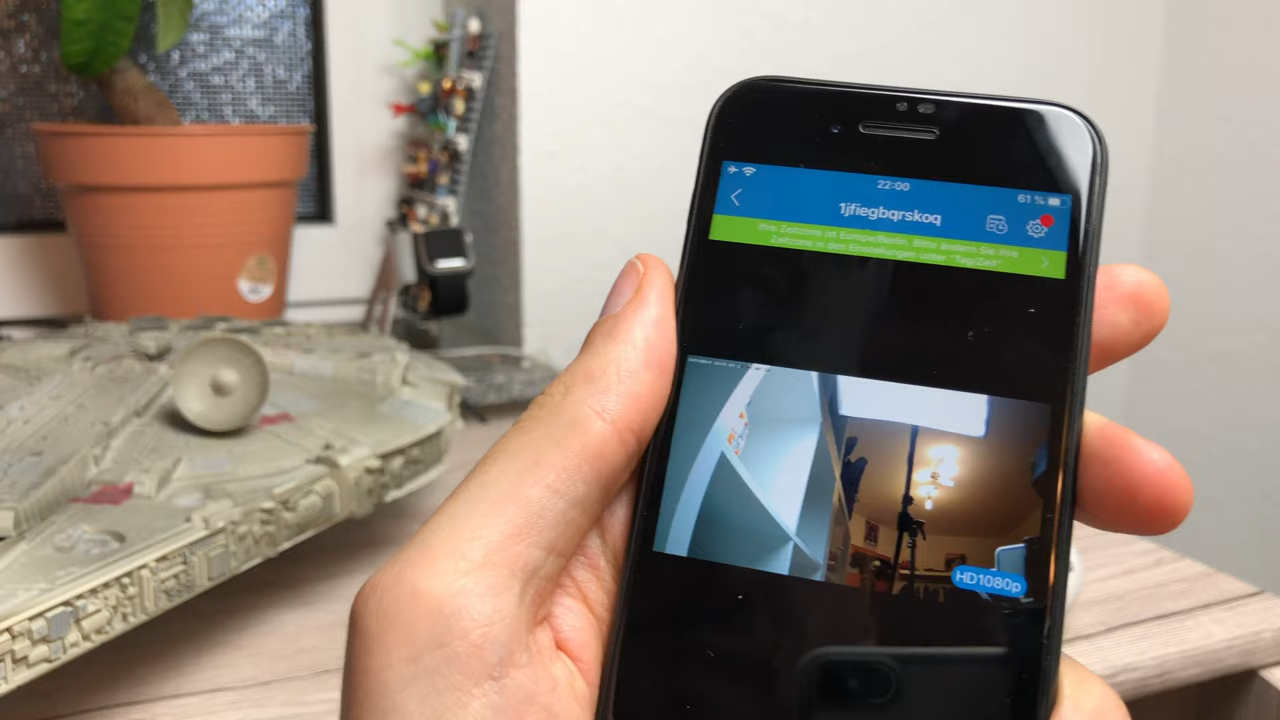 22:00
61 %
1jfiegbqrskoq
Ihre Zeitzone ist Europe/Berlin, Bitte ändern Sie ihre
Zeitzone in den Einstellungen unter "Tag/Zeit"
HD1080p